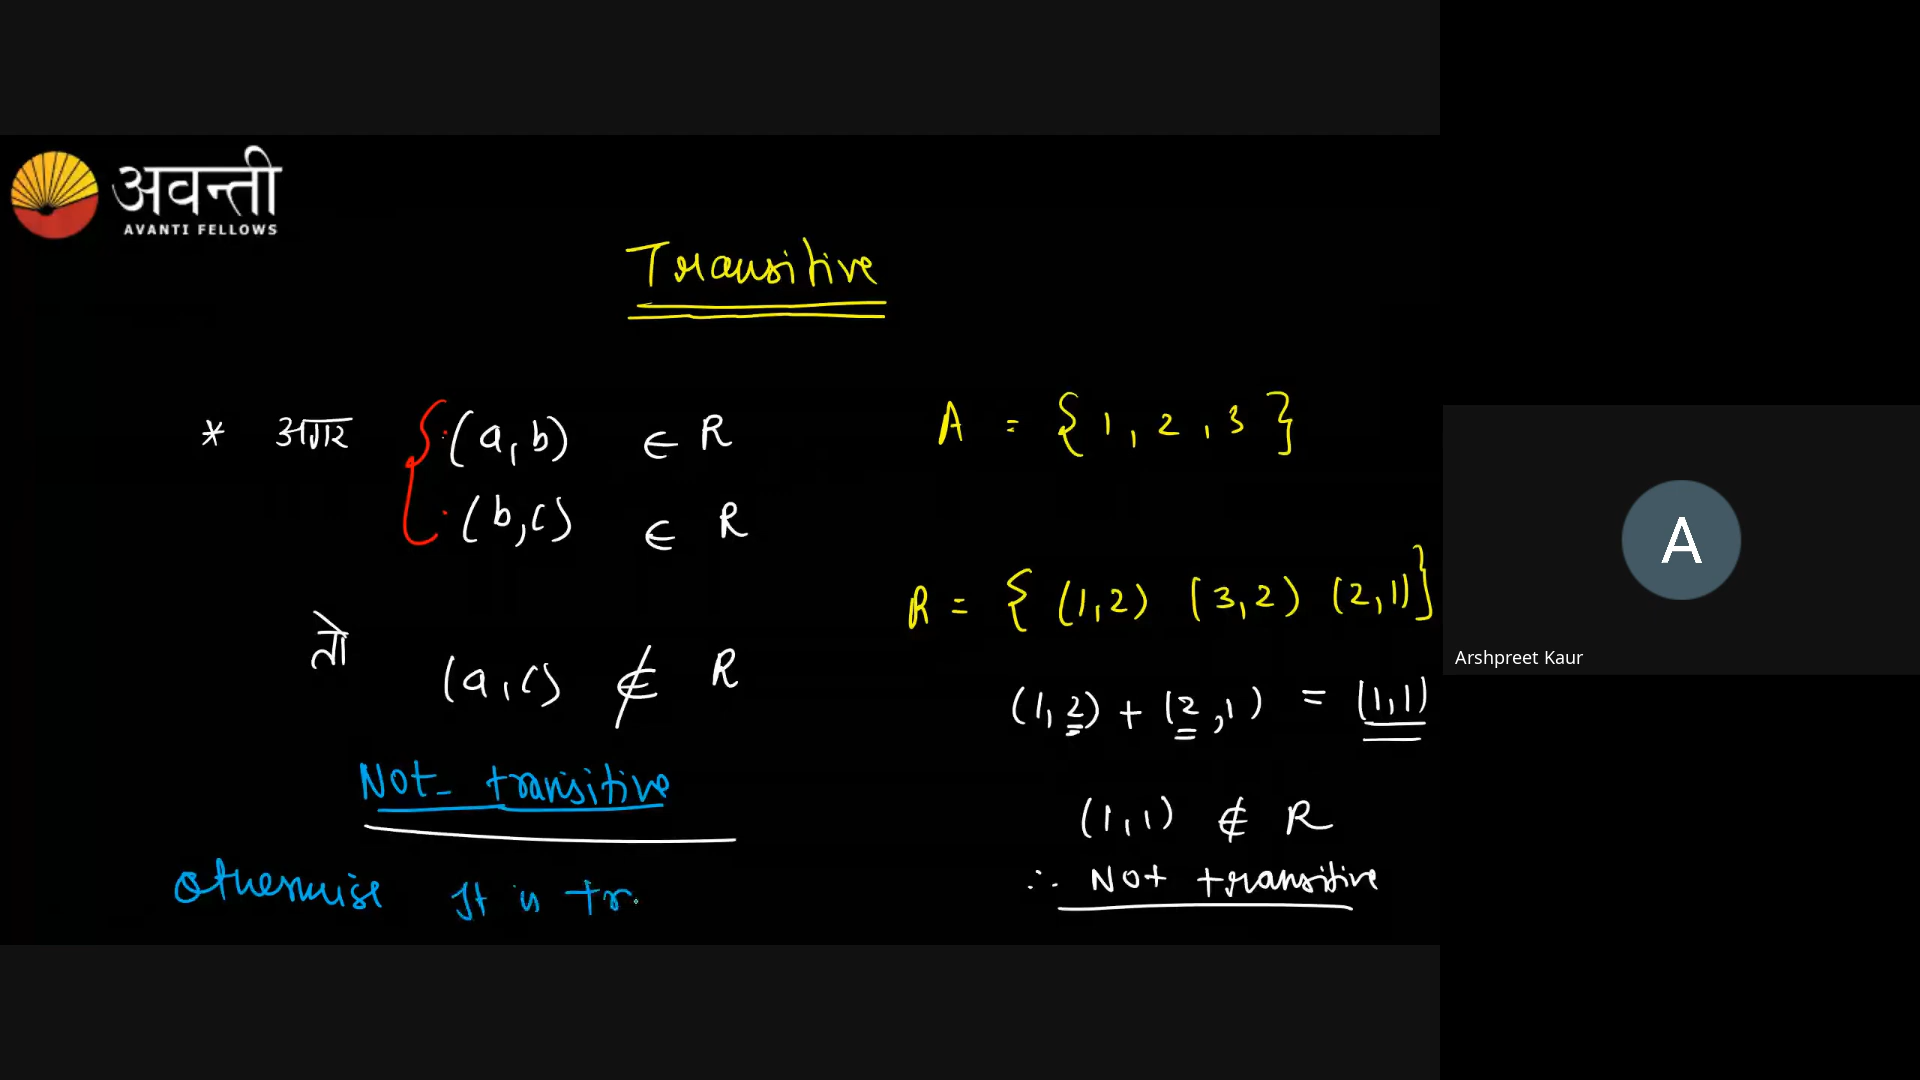 अवन्ती
AVANTI FELLOWS
Transitive
* अगर (a,b) ∈ R
(b,c) ∈ R
तो (a,c) ∉ R
Not- transitive
Otherwise It is tr.
A = {1,2,3}
R = { (1,2) (3,2) (2,1)}
(1,2) + (2,1) = (1,1)
(1,1) ∉ R
∴ Not transitive
A
Arshpreet Kaur